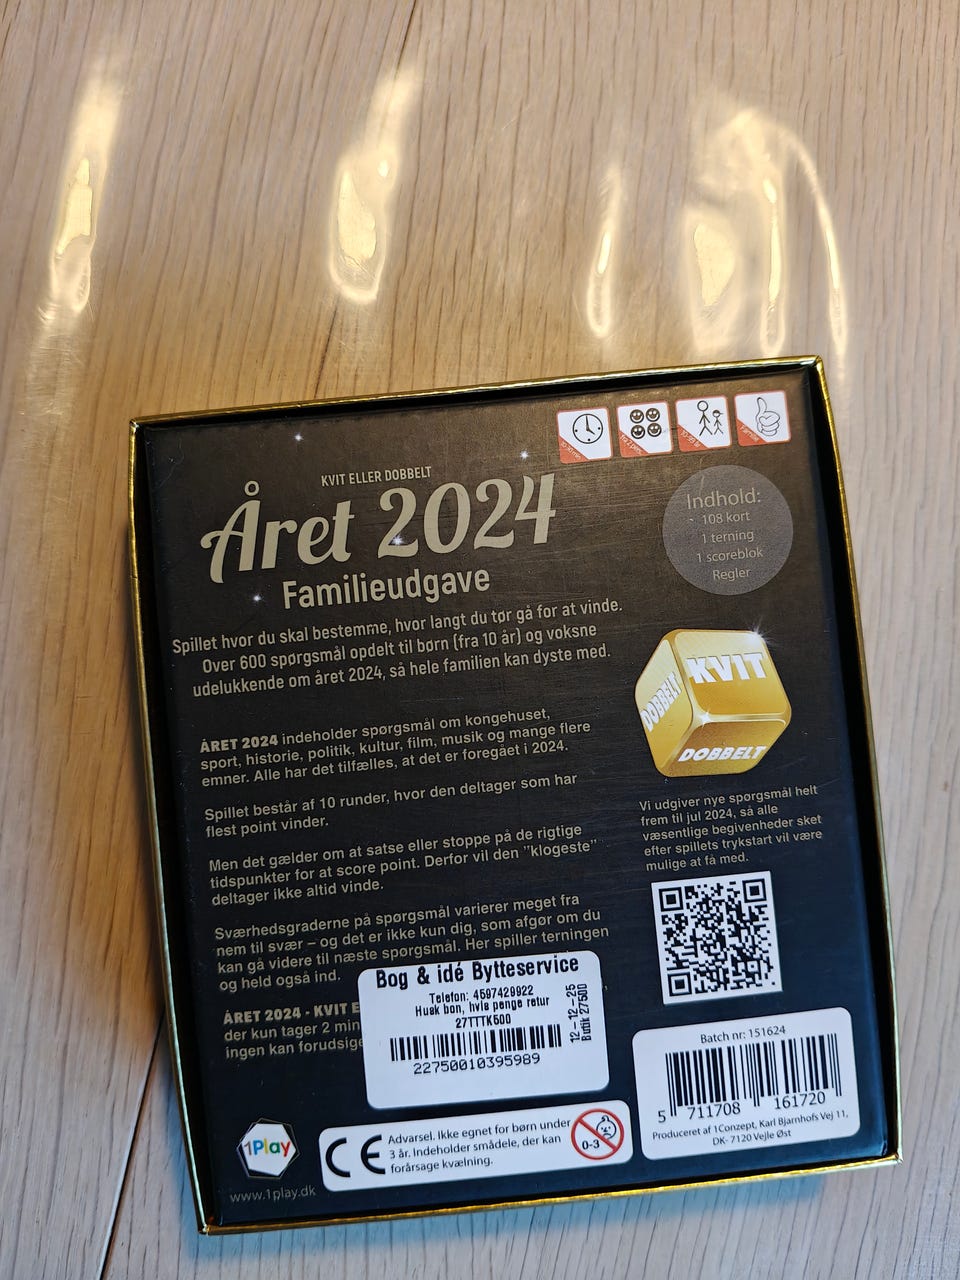 30-30 min.
Fra 2 pers.
10-99 år
Familie
KVIT ELLER DOBBELT
Året 2024
Familieudgave
Indhold:
108 kort
1 terning
1 scoreblok
Regler
Spillet hvor du skal bestemme, hvor langt du tør gå for at vinde.
Over 600 spørgsmål opdelt til børn (fra 10 år) og voksne
udelukkende om året 2024, så hele familien kan dyste med.
KVIT
DOBBELT
DOBBELT
ÅRET 2024 indeholder spørgsmål om kongehuset,
sport, historie, politik, kultur, film, musik og mange flere
emner. Alle har det tilfælles, at det er foregået i 2024.
Spillet består af 10 runder, hvor den deltager som har
flest point vinder.
Men det gælder om at satse eller stoppe på de rigtige
tidspunkter for at score point. Derfor vil den "klogeste"
deltager ikke altid vinde.
Sværhedsgraderne på spørgsmål varierer meget fra
nem til svær – og det er ikke kun dig, som afgør om du
kan gå videre til næste spørgsmål. Her spiller terningen
og held også ind.
ÅRET 2024 - KVIT E
der kun tager 2 min
ingen kan forudsige
Vi udgiver nye spørgsmål helt
frem til jul 2024, så alle
væsentlige begivenheder sket
efter spillets trykstart vil være
mulige at få med.
Bog & idé Bytteservice
Telefon: 4597429922
Husk bon, hvis penge retur
27TTTK500
22750010395989
12-12-25
Butik 27500
Batch nr: 151624
5 711708 161720
Produceret af 1Conzept, Karl Bjarnhofs Vej 11,
DK- 7120 Vejle Øst
1Play
www.1play.dk
CE
Advarsel. Ikke egnet for børn under
3 år. Indeholder smådele, der kan
forårsage kvælning.
0-3